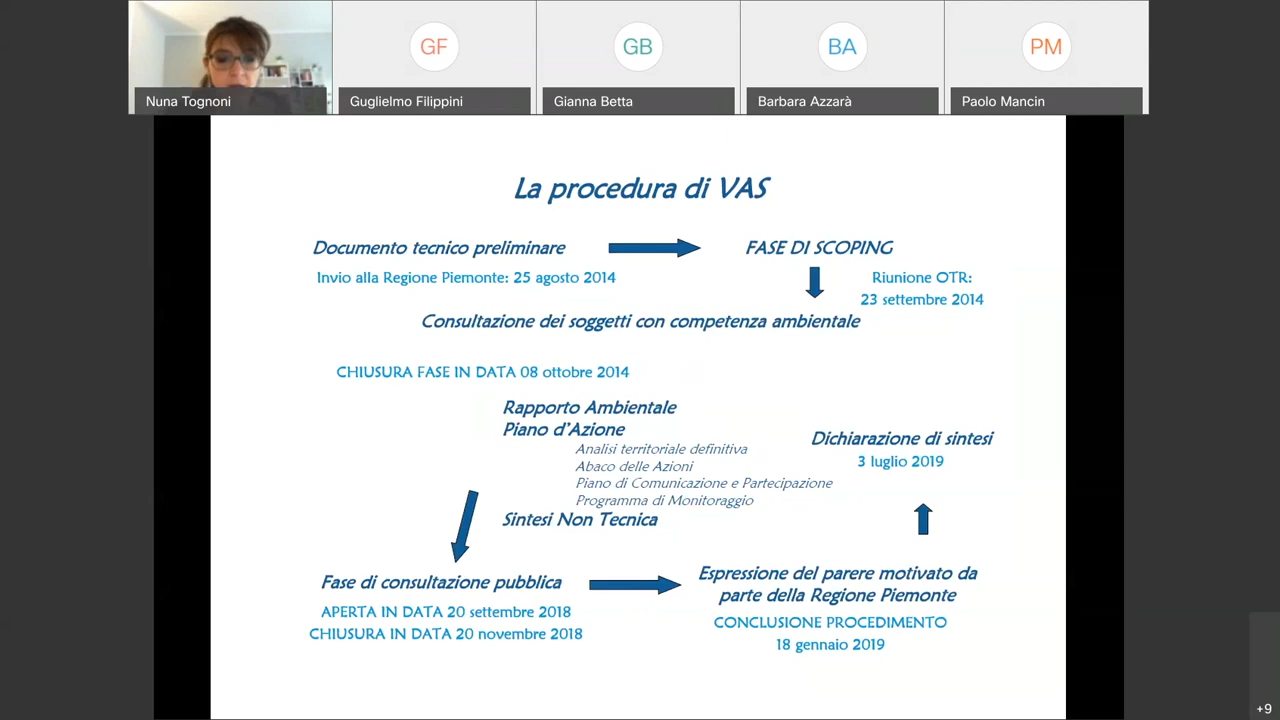 GF
GB
BA
PM
Nuna Tognoni
Guglielmo Filippini
Gianna Betta
Barbara Azzarà
Paolo Mancin
La procedura di VAS
Documento tecnico preliminare
FASE DI SCOPING
Invio alla Regione Piemonte: 25 agosto 2014
Riunione OTR:
23 settembre 2014
Consultazione dei soggetti con competenza ambientale
CHIUSURA FASE IN DATA 08 ottobre 2014
Rapporto Ambientale
Piano d'Azione
Analisi territoriale definitiva
Abaco delle Azioni
Piano di Comunicazione e Partecipazione
Programma di Monitoraggio
Sintesi Non Tecnica
Dichiarazione di sintesi
3 luglio 2019
Fase di consultazione pubblica
APERTA IN DATA 20 settembre 2018
CHIUSURA IN DATA 20 novembre 2018
Espressione del parere motivato da
parte della Regione Piemonte
CONCLUSIONE PROCEDIMENTO
18 gennaio 2019
+9